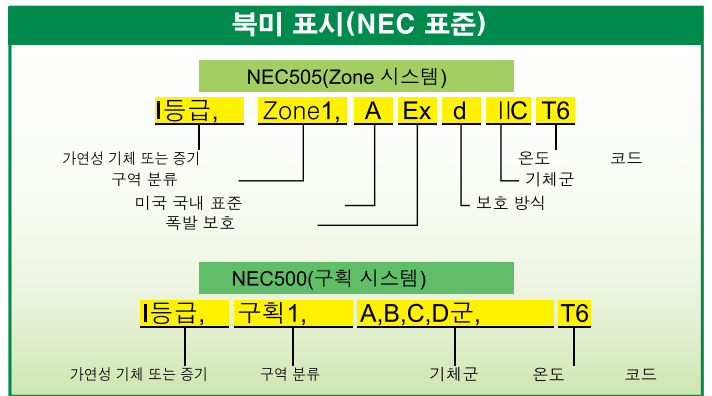 북미 표시(NEC 표준)
NEC505(Zone 시스템)
I등급, Zone1, A Ex d IIC T6
가연성 기체 또는 증기 온도 코드
구역 분류 기체군
미국 국내 표준 보호 방식
폭발 보호
NEC500(구획 시스템)
I등급, 구획1, A,B,C,D군, T6
가연성 기체 또는 증기 구역 분류 기체군 온도 코드